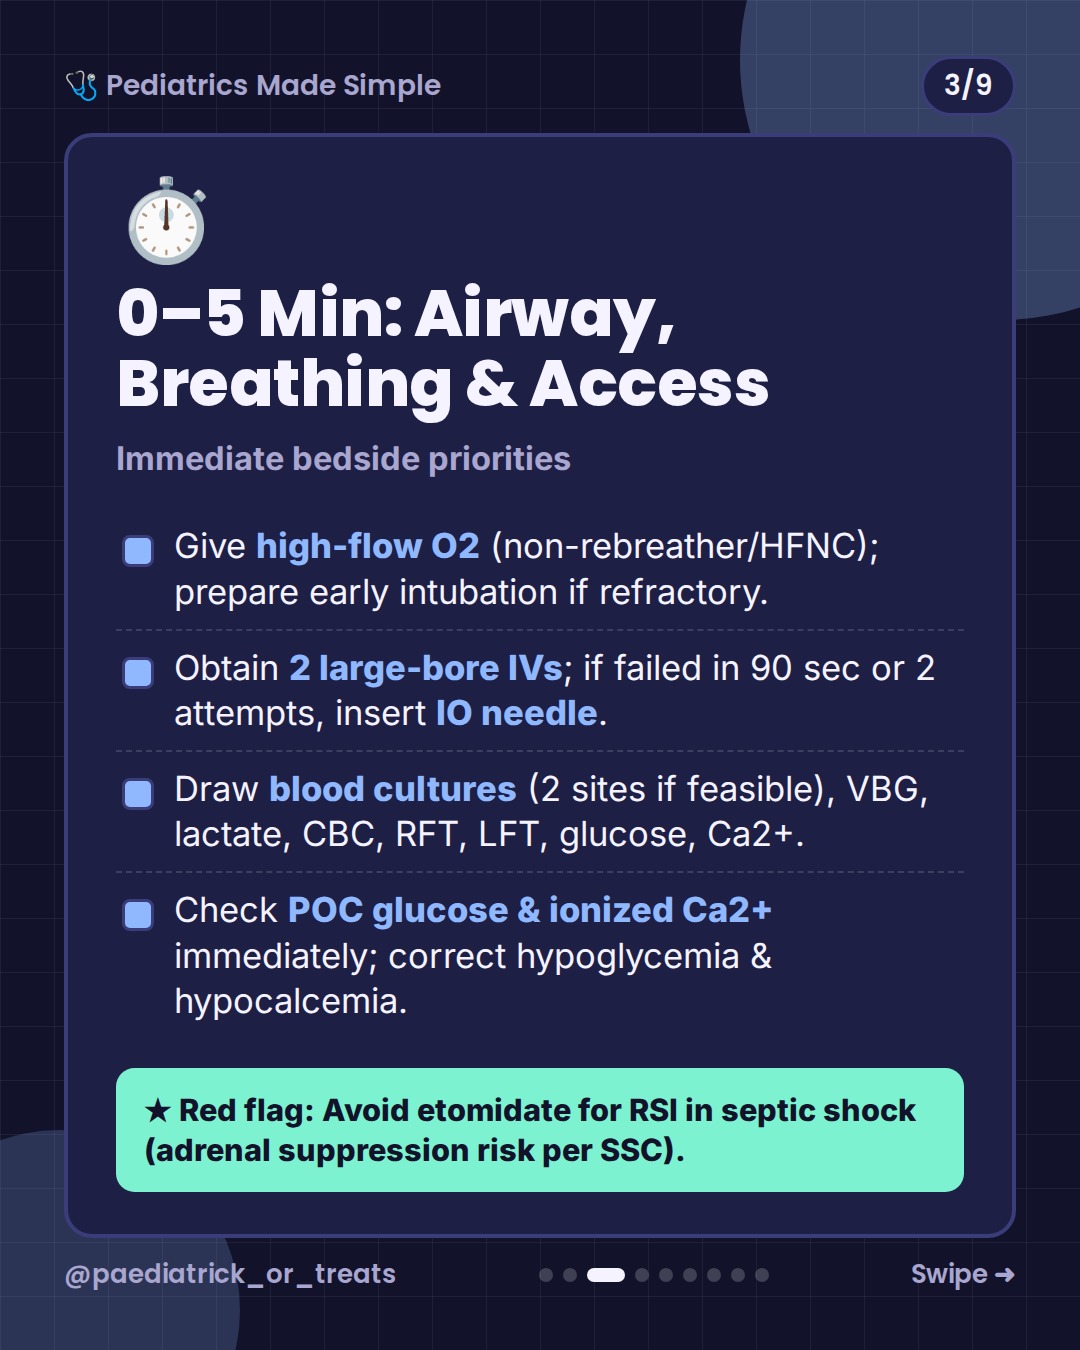 Pediatrics Made Simple
3/9
0–5 Min: Airway,
Breathing & Access
Immediate bedside priorities
Give high-flow O2 (non-rebreather/HFNC);
prepare early intubation if refractory.
Obtain 2 large-bore IVs; if failed in 90 sec or 2
attempts, insert IO needle.
Draw blood cultures (2 sites if feasible), VBG,
lactate, CBC, RFT, LFT, glucose, Ca2+.
Check POC glucose & ionized Ca2+
immediately; correct hypoglycemia &
hypocalcemia.
★ Red flag: Avoid etomidate for RSI in septic shock
(adrenal suppression risk per SSC).
@paediatrick_or_treats
Swipe ➜